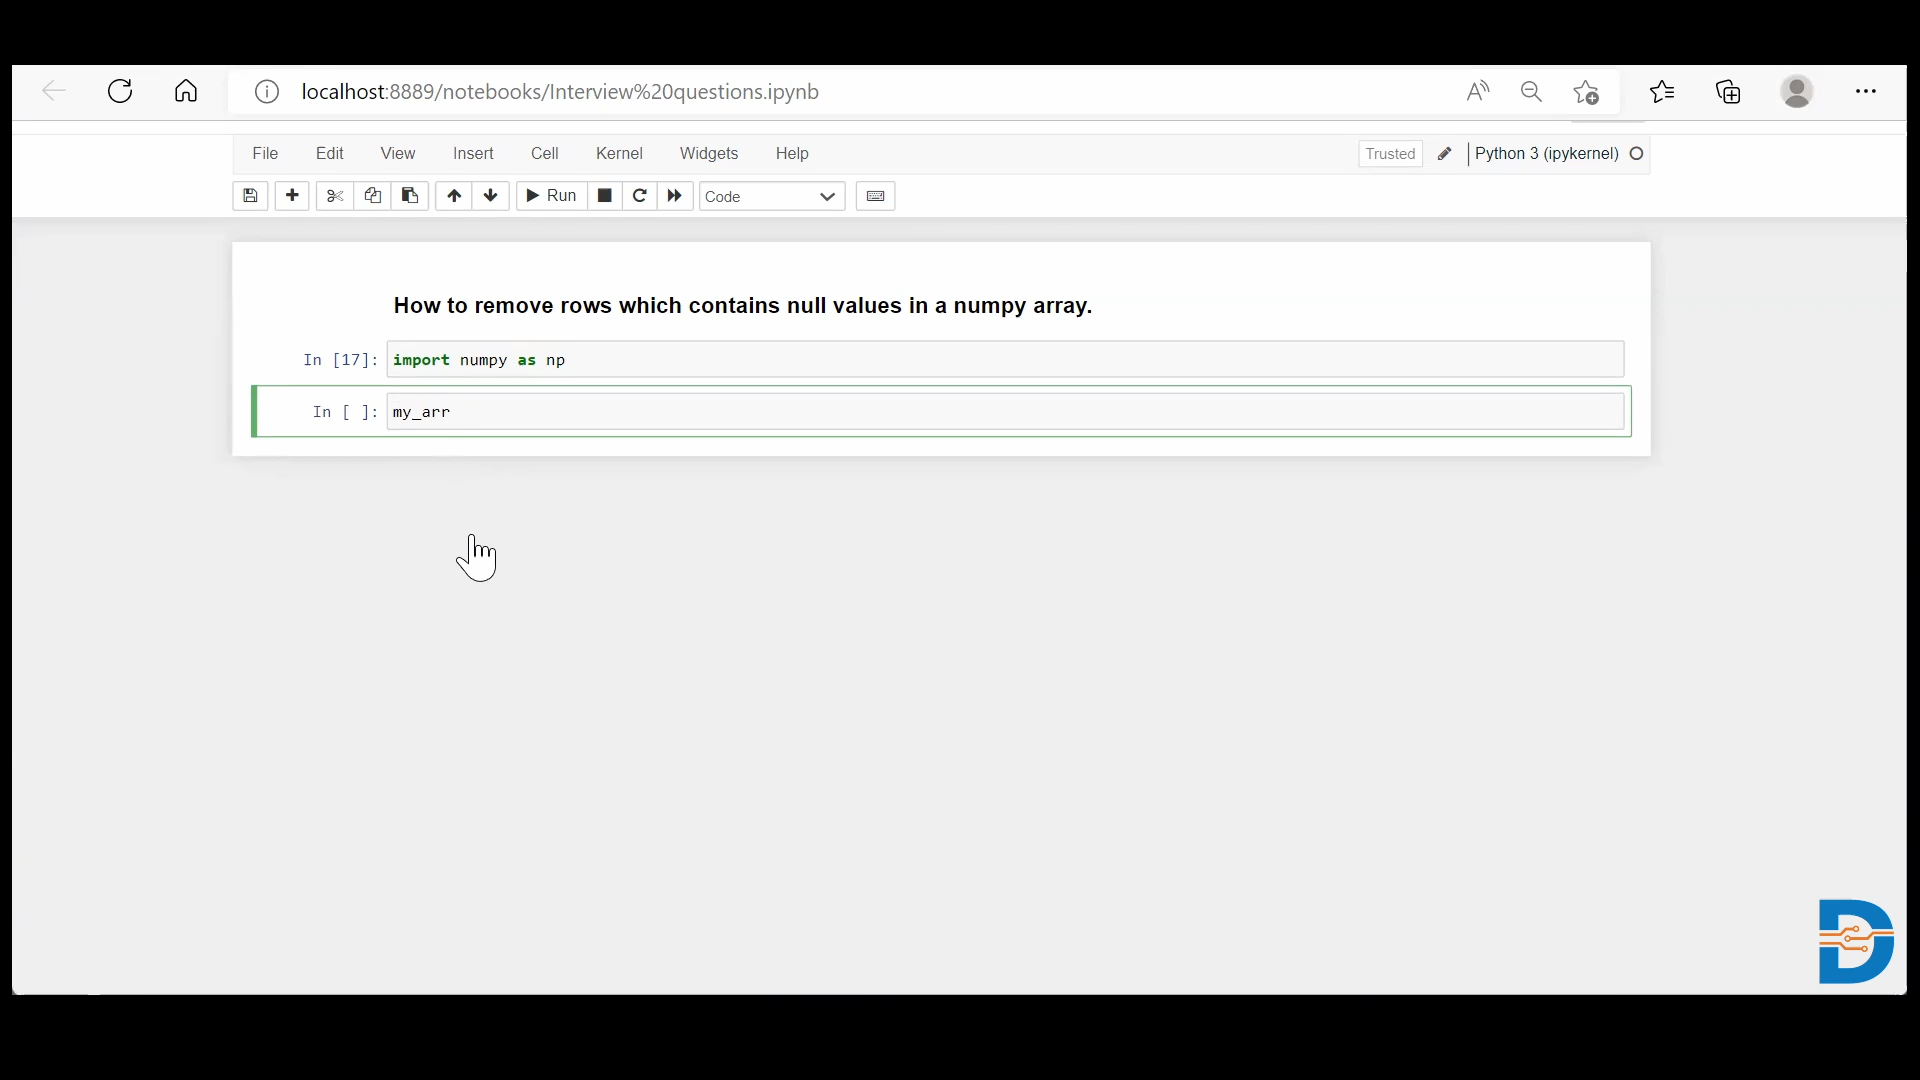 localhost:8889/notebooks/Interview%20questions.ipynb
File Edit View Insert Cell Kernel Widgets Help Trusted Python 3 (ipykernel)
Run Code
How to remove rows which contains null values in a numpy array.
In [17]: import numpy as np
In [ ]: my_arr